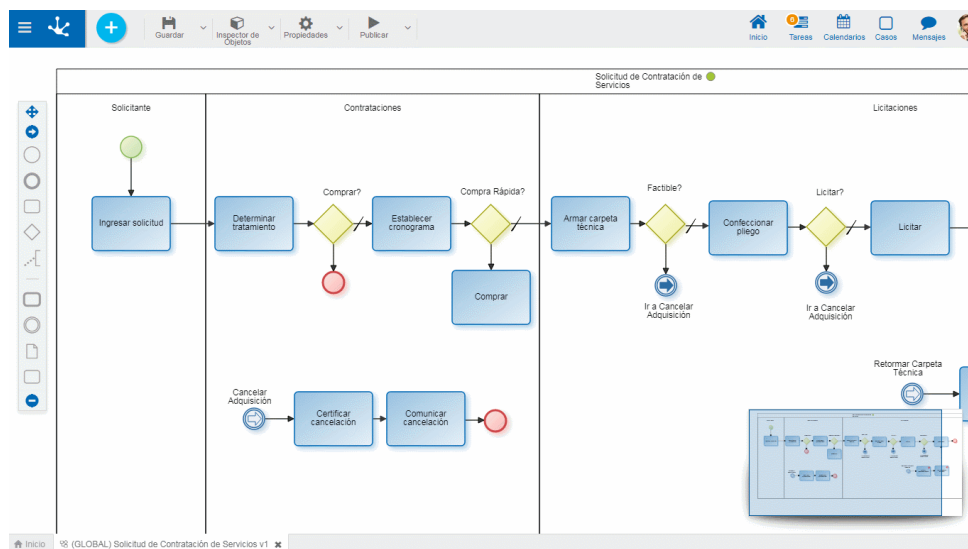 Guardar
Inspector de
Objetos
Propiedades
Publicar
Inicio
6
Tareas
Calendarios
Casos
Mensajes
Solicitud de Contratación de
Servicios
Solicitante
Contrataciones
Licitaciones
Ingresar solicitud
Determinar
tratamiento
Comprar?
Establecer
cronograma
Compra Rápida?
Comprar
Armar carpeta
técnica
Factible?
Ir a Cancelar
Adquisición
Confeccionar
pliego
Licitar?
Ir a Cancelar
Adquisición
Licitar
Retormar Carpeta
Técnica
Cancelar
Adquisición
Certificar
cancelación
Comunicar
cancelación
Inicio
(GLOBAL) Solicitud de Contratación de Servicios v1